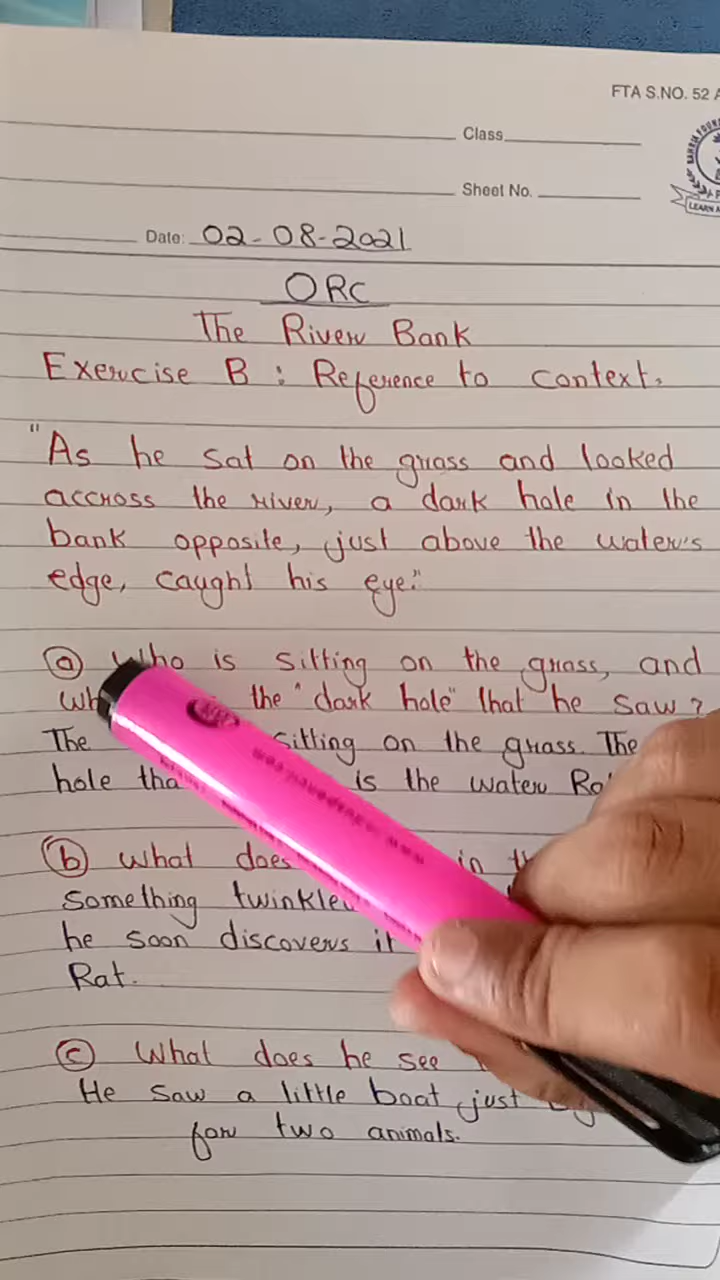 FTA S.NO. 52 A
Class
Sheet No.
LEARN A
Date: 02-08-2021
ORC
The River Bank
Exercise B : Reference to context.
"As he sat on the grass and looked
accross the river, a dark hole in the
bank opposite, just above the water's
edge, caught his eye."
(a) Who is sitting on the grass, and
the "dark hole" that he saw?
The sitting on the grass. The
hole is the water
(b) What does in
Something
he soon discovers it
Rat.
(c) What does he see
He saw a little boat just
for two animals.